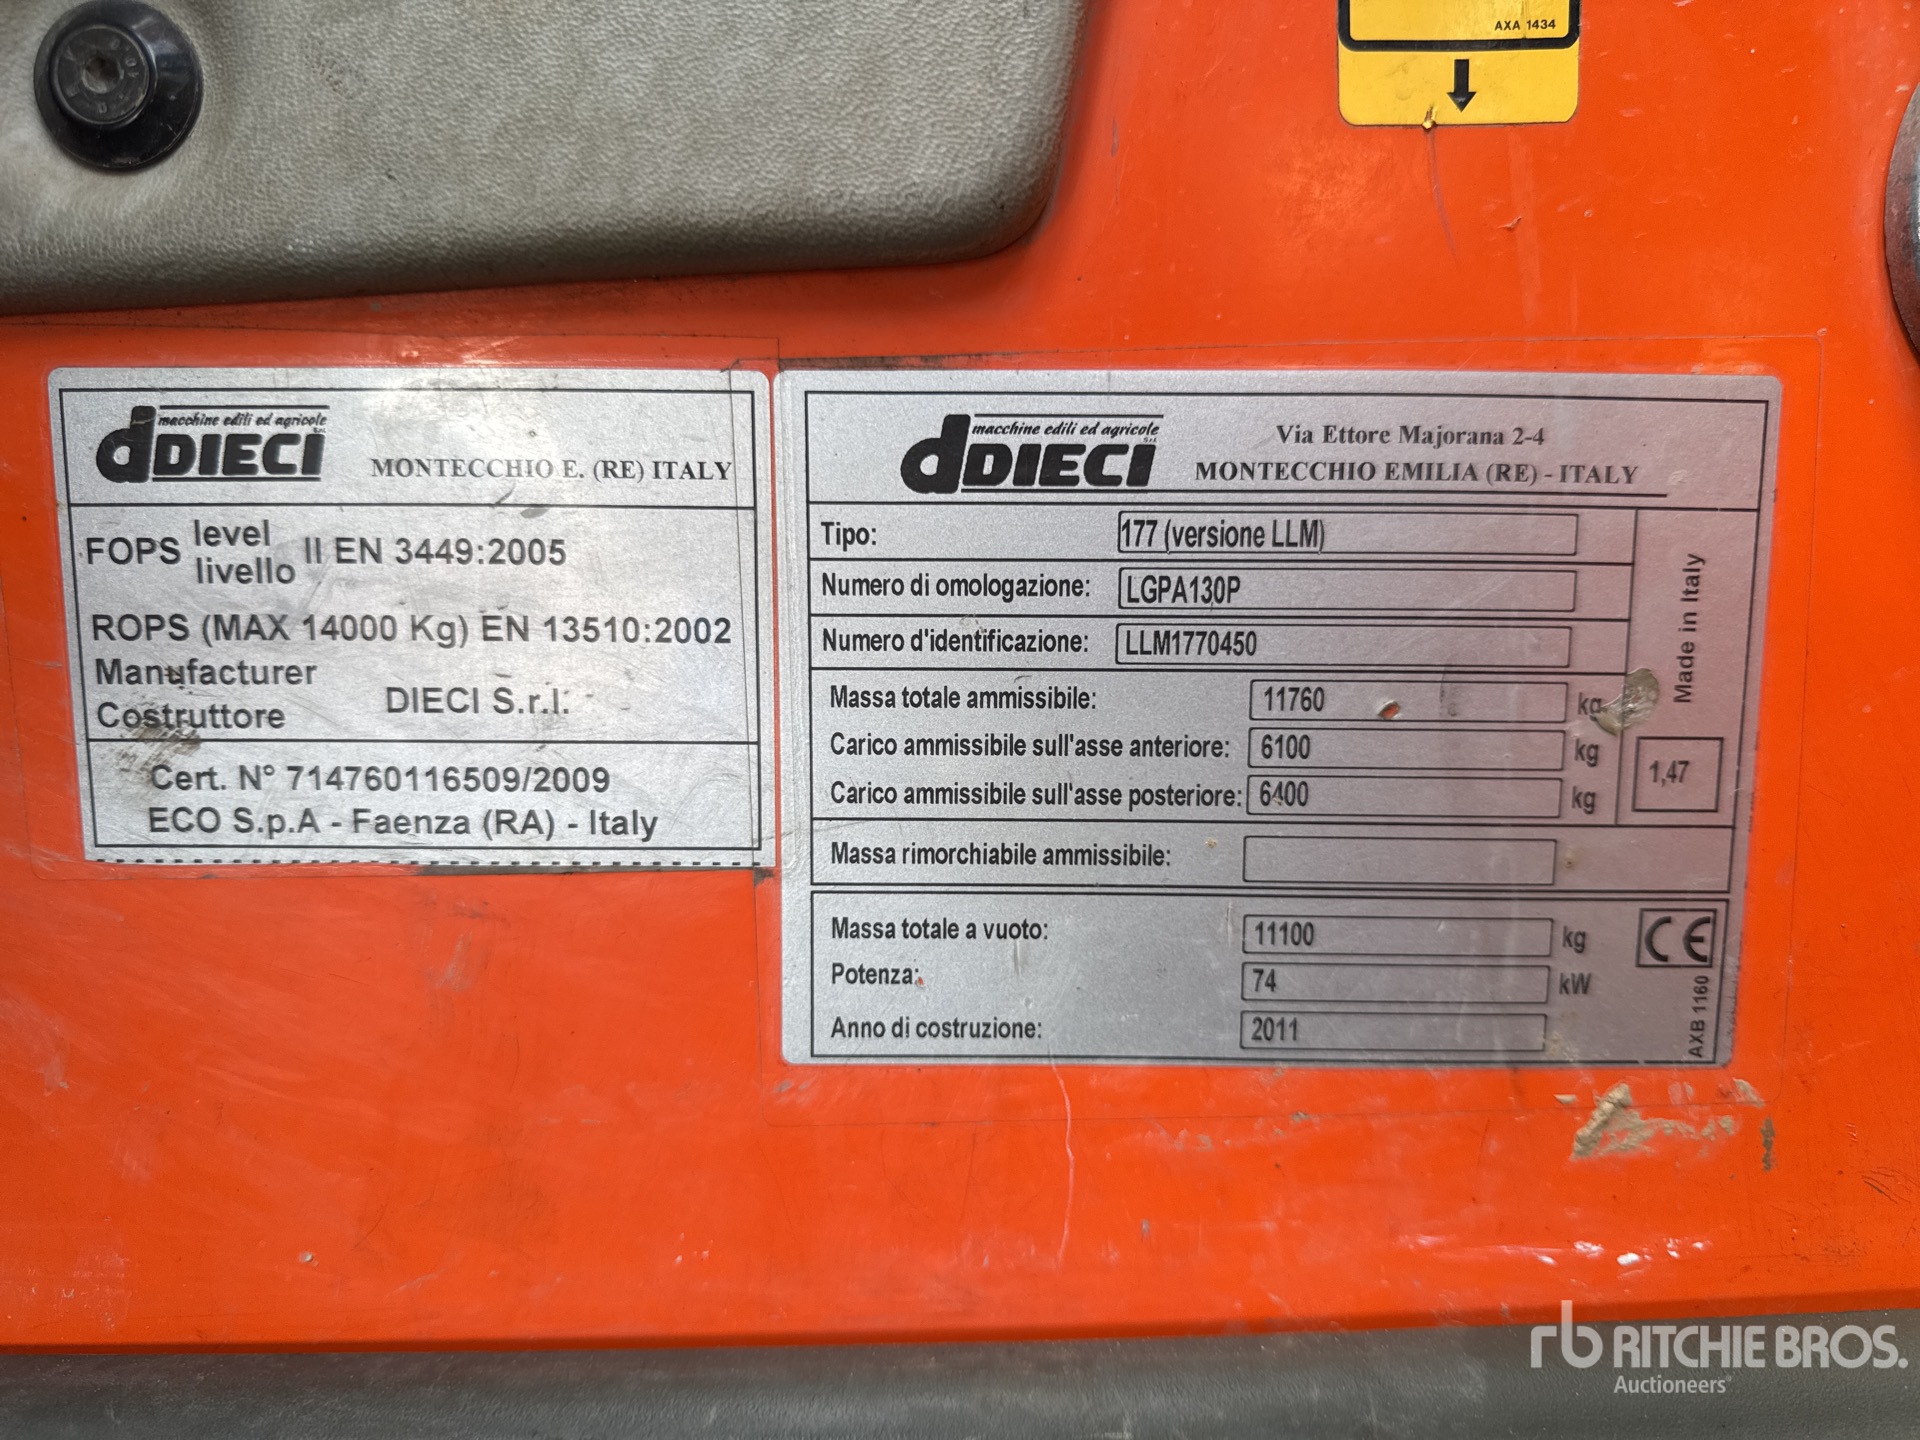 AXA 1434
macchine edili ed agricole
dDIECI S.r.l.
MONTECCHIO E. (RE) ITALY
FOPS level livello II EN 3449:2005
ROPS (MAX 14000 Kg) EN 13510:2002
Manufacturer
Costruttore DIECI S.r.l.
Cert. N° 714760116509/2009
ECO S.p.A - Faenza (RA) - Italy
macchine edili ed agricole
dDIECI S.r.l.
Via Ettore Majorana 2-4
MONTECCHIO EMILIA (RE) - ITALY
Tipo: 177 (versione LLM)
Numero di omologazione: LGPA130P
Numero d'identificazione: LLM1770450
Massa totale ammissibile: 11760 kg
Carico ammissibile sull'asse anteriore: 6100 kg
Carico ammissibile sull'asse posteriore: 6400 kg
Massa rimorchiabile ammissibile:
Massa totale a vuoto: 11100 kg
Potenza: 74 kW
Anno di costruzione: 2011
Made in Italy
1,47
CE
AXB 1160
rb RITCHIE BROS.
Auctioneers